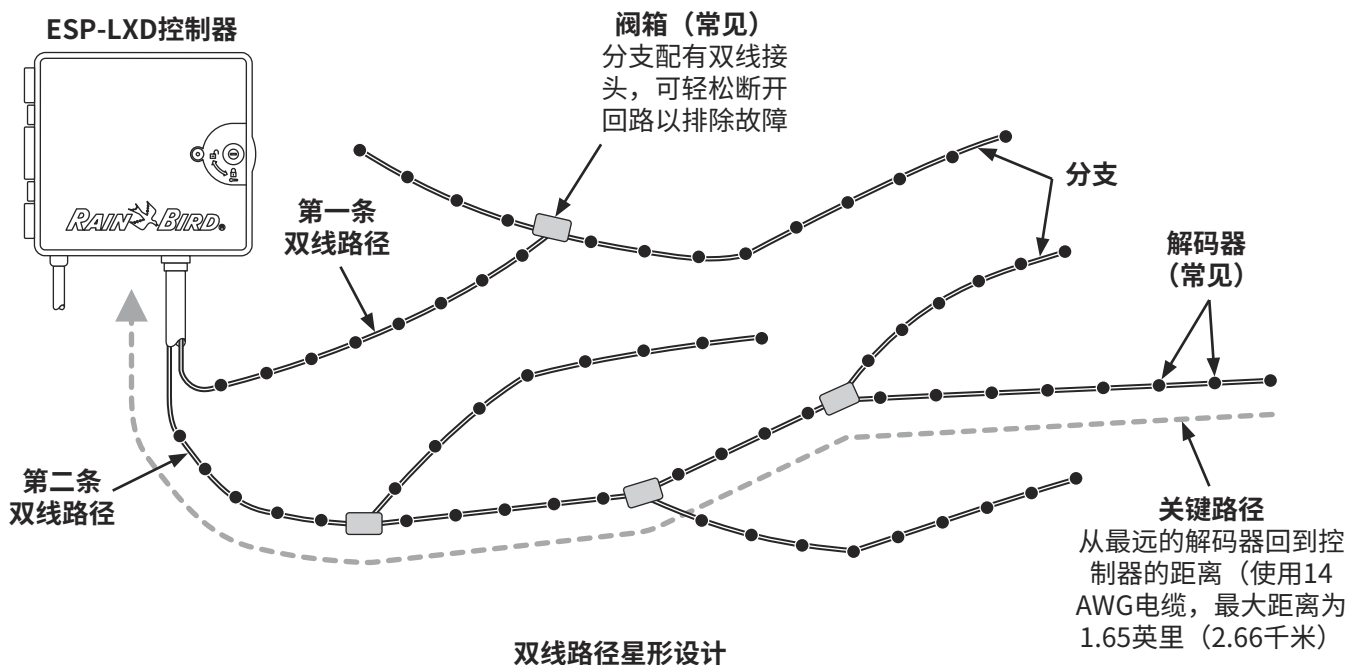 ESP-LXD控制器
RAIN BIRD®
阀箱（常见）
分支配有双线接
头，可轻松断开
回路以排除故障
分支
第一条
双线路径
解码器
（常见）
第二条
双线路径
关键路径
从最远的解码器回到控
制器的距离（使用14
AWG电缆，最大距离为
1.65英里（2.66千米）
双线路径星形设计